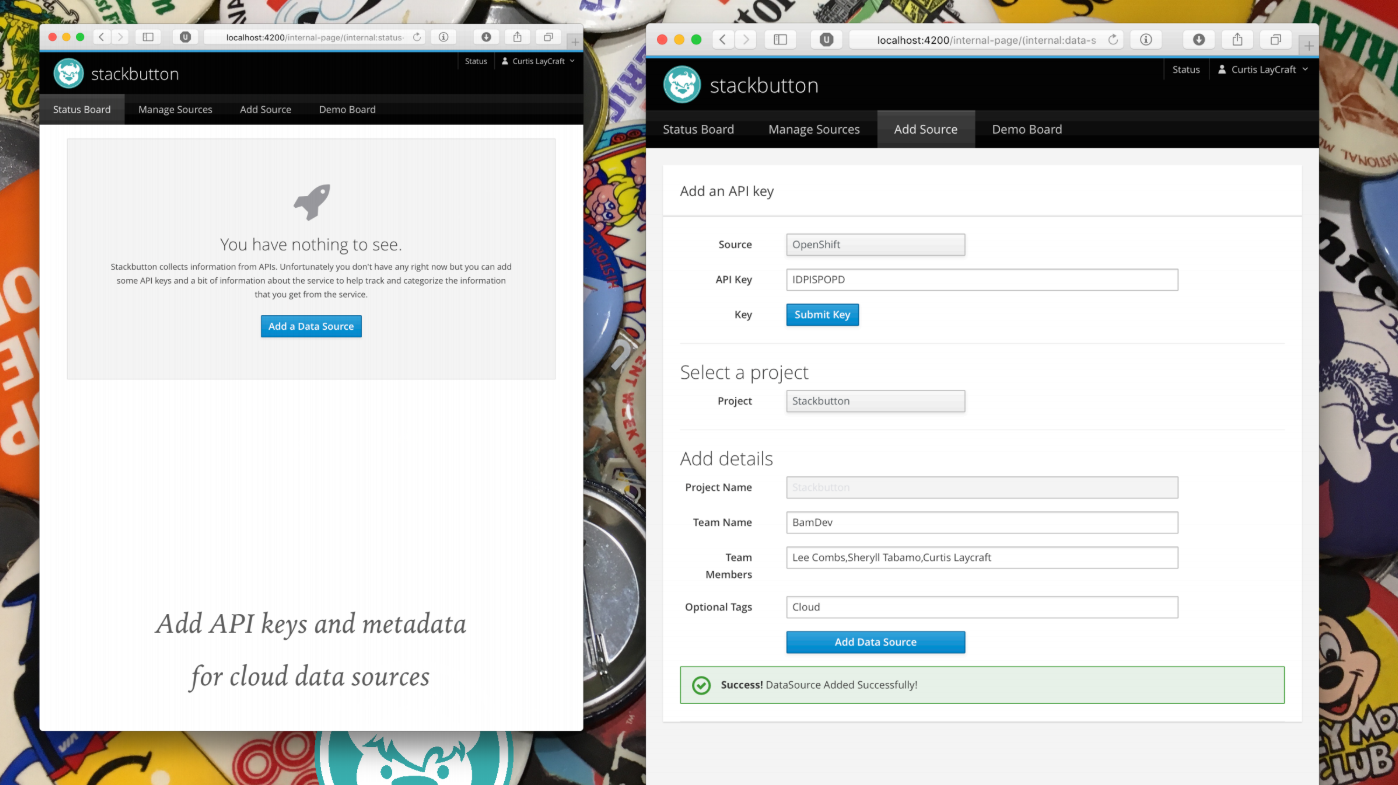 localhost:4200/internal-page/(internal:status-
stackbutton
Status
Curtis LayCraft
Status Board
Manage Sources
Add Source
Demo Board
You have nothing to see.
Stackbutton collects information from APIs. Unfortunately you don't have any right now but you can add
some API keys and a bit of information about the service to help track and categorize the information
that you get from the service.
Add a Data Source
Add API keys and metadata
for cloud data sources
localhost:4200/internal-page/(internal:data-s
stackbutton
Status
Curtis LayCraft
Status Board
Manage Sources
Add Source
Demo Board
Add an API key
Source
OpenShift
API Key
IDPISPOPD
Key
Submit Key
Select a project
Project
Stackbutton
Add details
Project Name
Stackbutton
Team Name
BamDev
Team
Members
Lee Combs,Sheryll Tabamo,Curtis Laycraft
Optional Tags
Cloud
Add Data Source
Success! DataSource Added Successfully!
CLUB